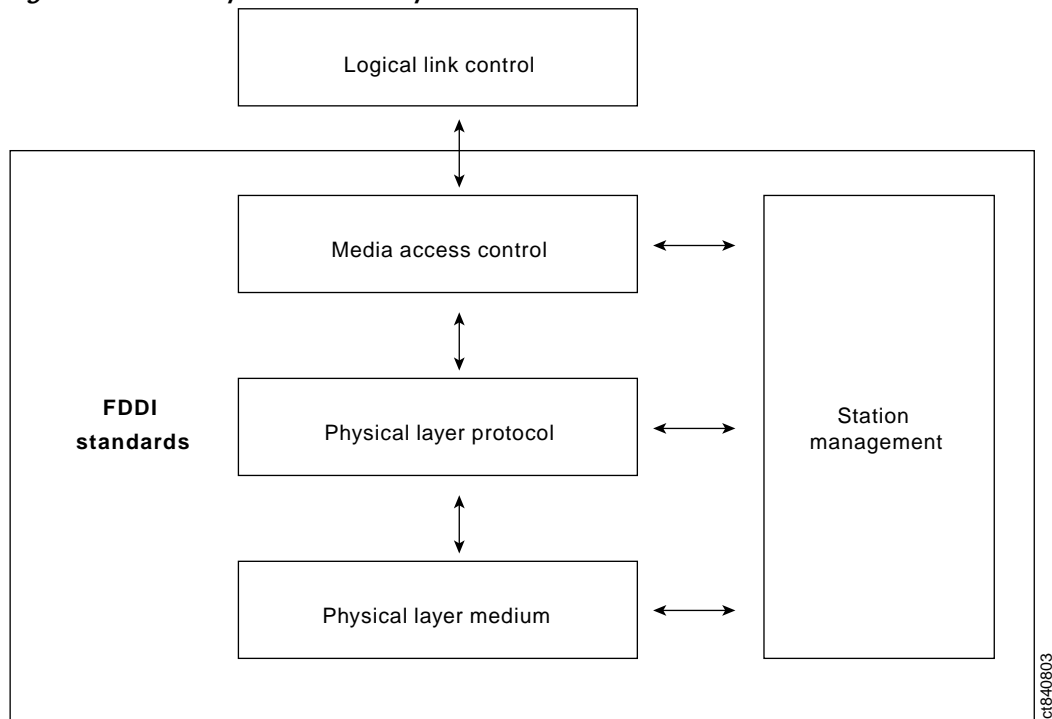 Logical link control
Media access control
FDDI
standards
Physical layer protocol
Station
management
Physical layer medium
ct840803